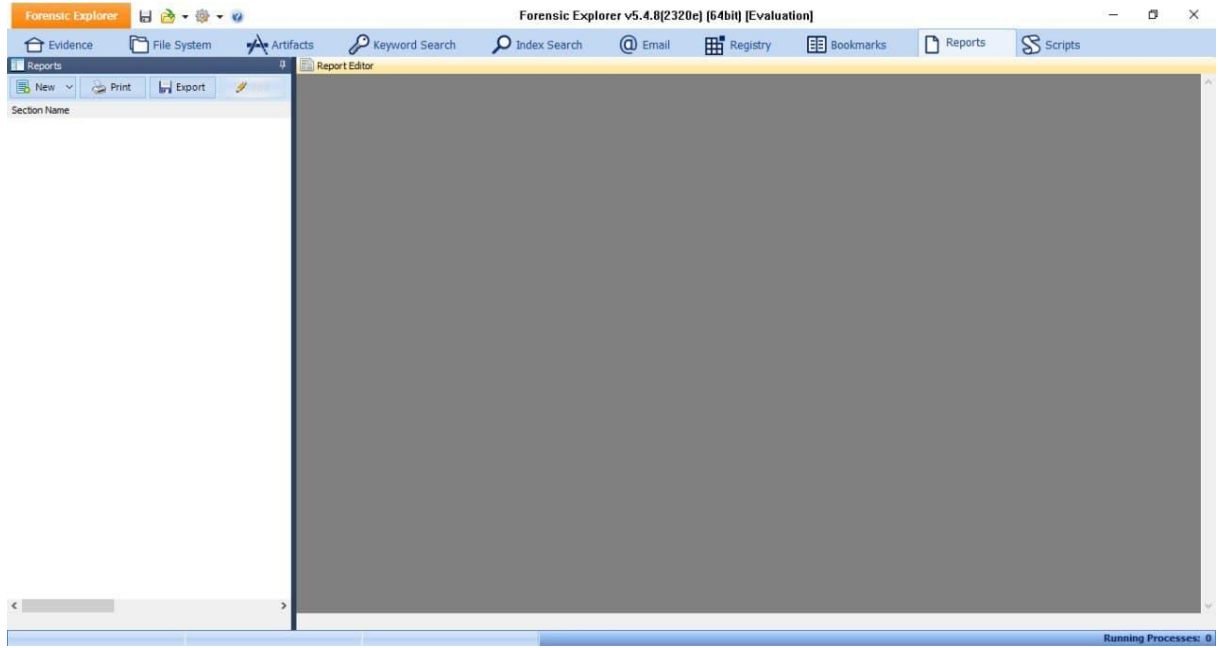 Forensic Explorer Forensic Explorer v5.4.8(2320e) (64bit) [Evaluation]
Evidence File System Artifacts Keyword Search Index Search Email Registry Bookmarks Reports Scripts
Reports Report Editor
New Print Export
Section Name
Running Processes: 0